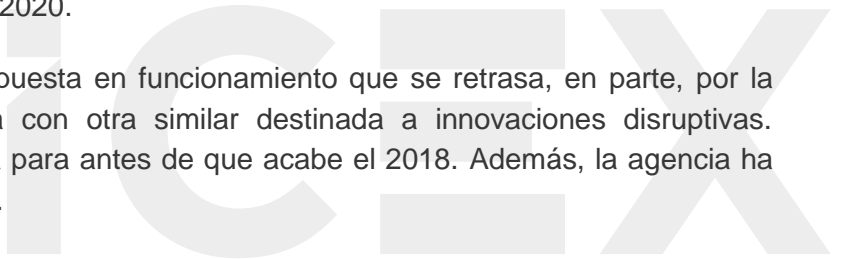 2020.
puesta en funcionamiento que se retrasa, en parte, por la
con otra similar destinada a innovaciones disruptivas.
para antes de que acabe el 2018. Además, la agencia ha
ICEX